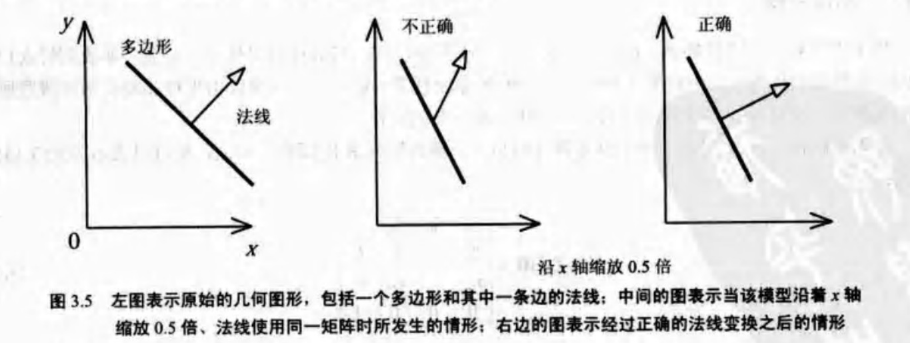 y
多边形
法线
0
x
不正确
正确
沿 x 轴缩放 0.5 倍
图 3.5 左图表示原始的几何图形，包括一个多边形和其中一条边的法线；中间的图表示当该模型沿着 x 轴
缩放 0.5 倍、法线使用同一矩阵时所发生的情形；右边的图表示经过正确的法线变换之后的情形